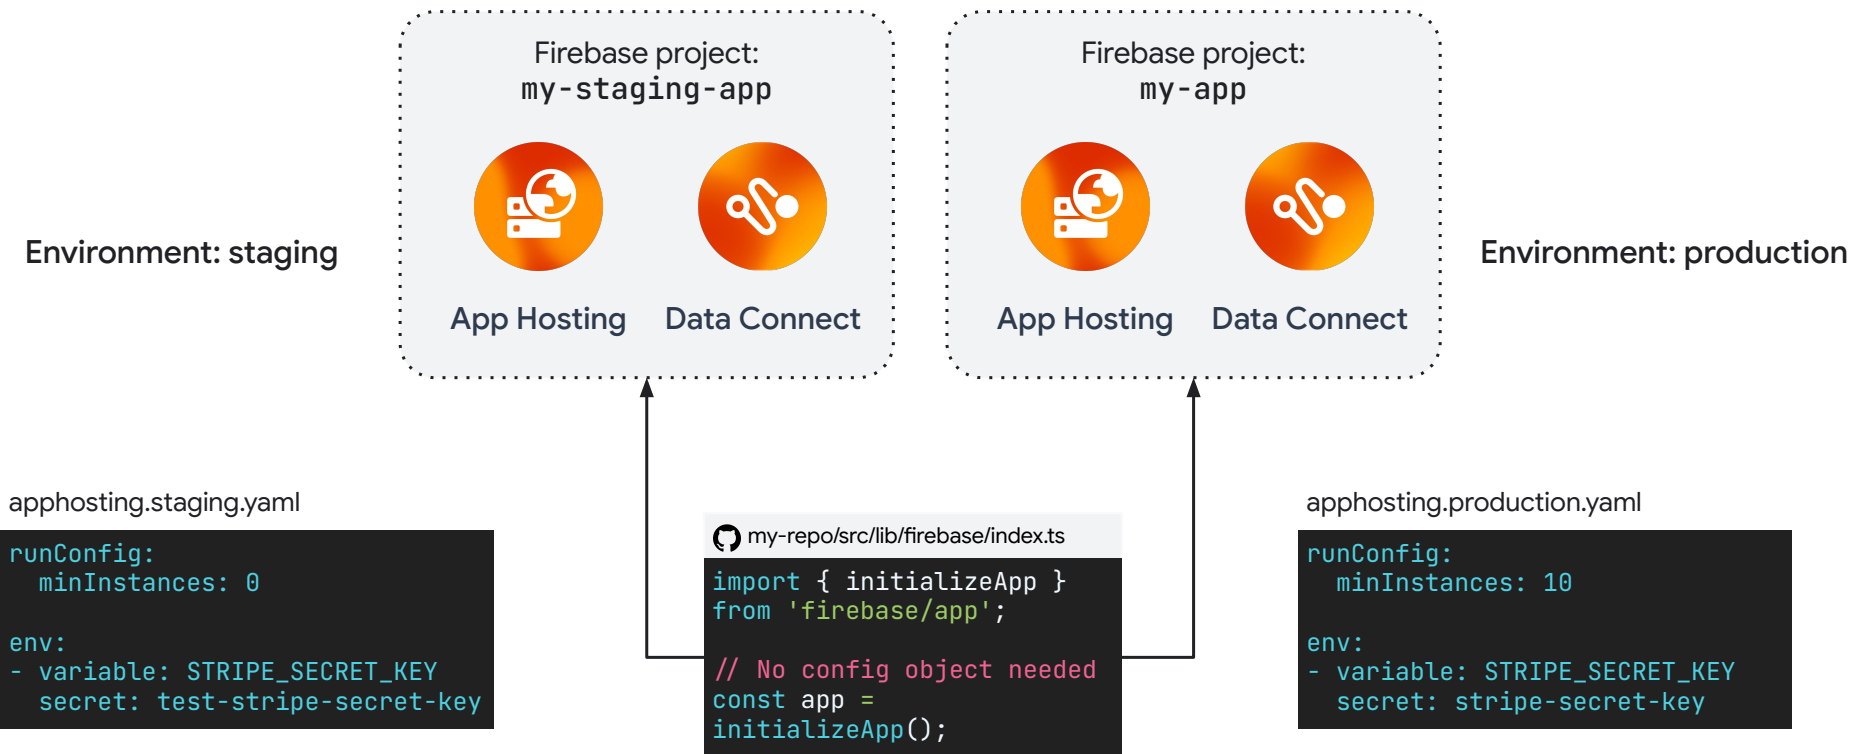 Firebase project:
my-staging-app
App Hosting
Data Connect
Firebase project:
my-app
App Hosting
Data Connect
Environment: staging
Environment: production
apphosting.staging.yaml
runConfig:
  minInstances: 0
env:
- variable: STRIPE_SECRET_KEY
  secret: test-stripe-secret-key
my-repo/src/lib/firebase/index.ts
import { initializeApp }
from 'firebase/app';
// No config object needed
const app =
initializeApp();
apphosting.production.yaml
runConfig:
  minInstances: 10
env:
- variable: STRIPE_SECRET_KEY
  secret: stripe-secret-key